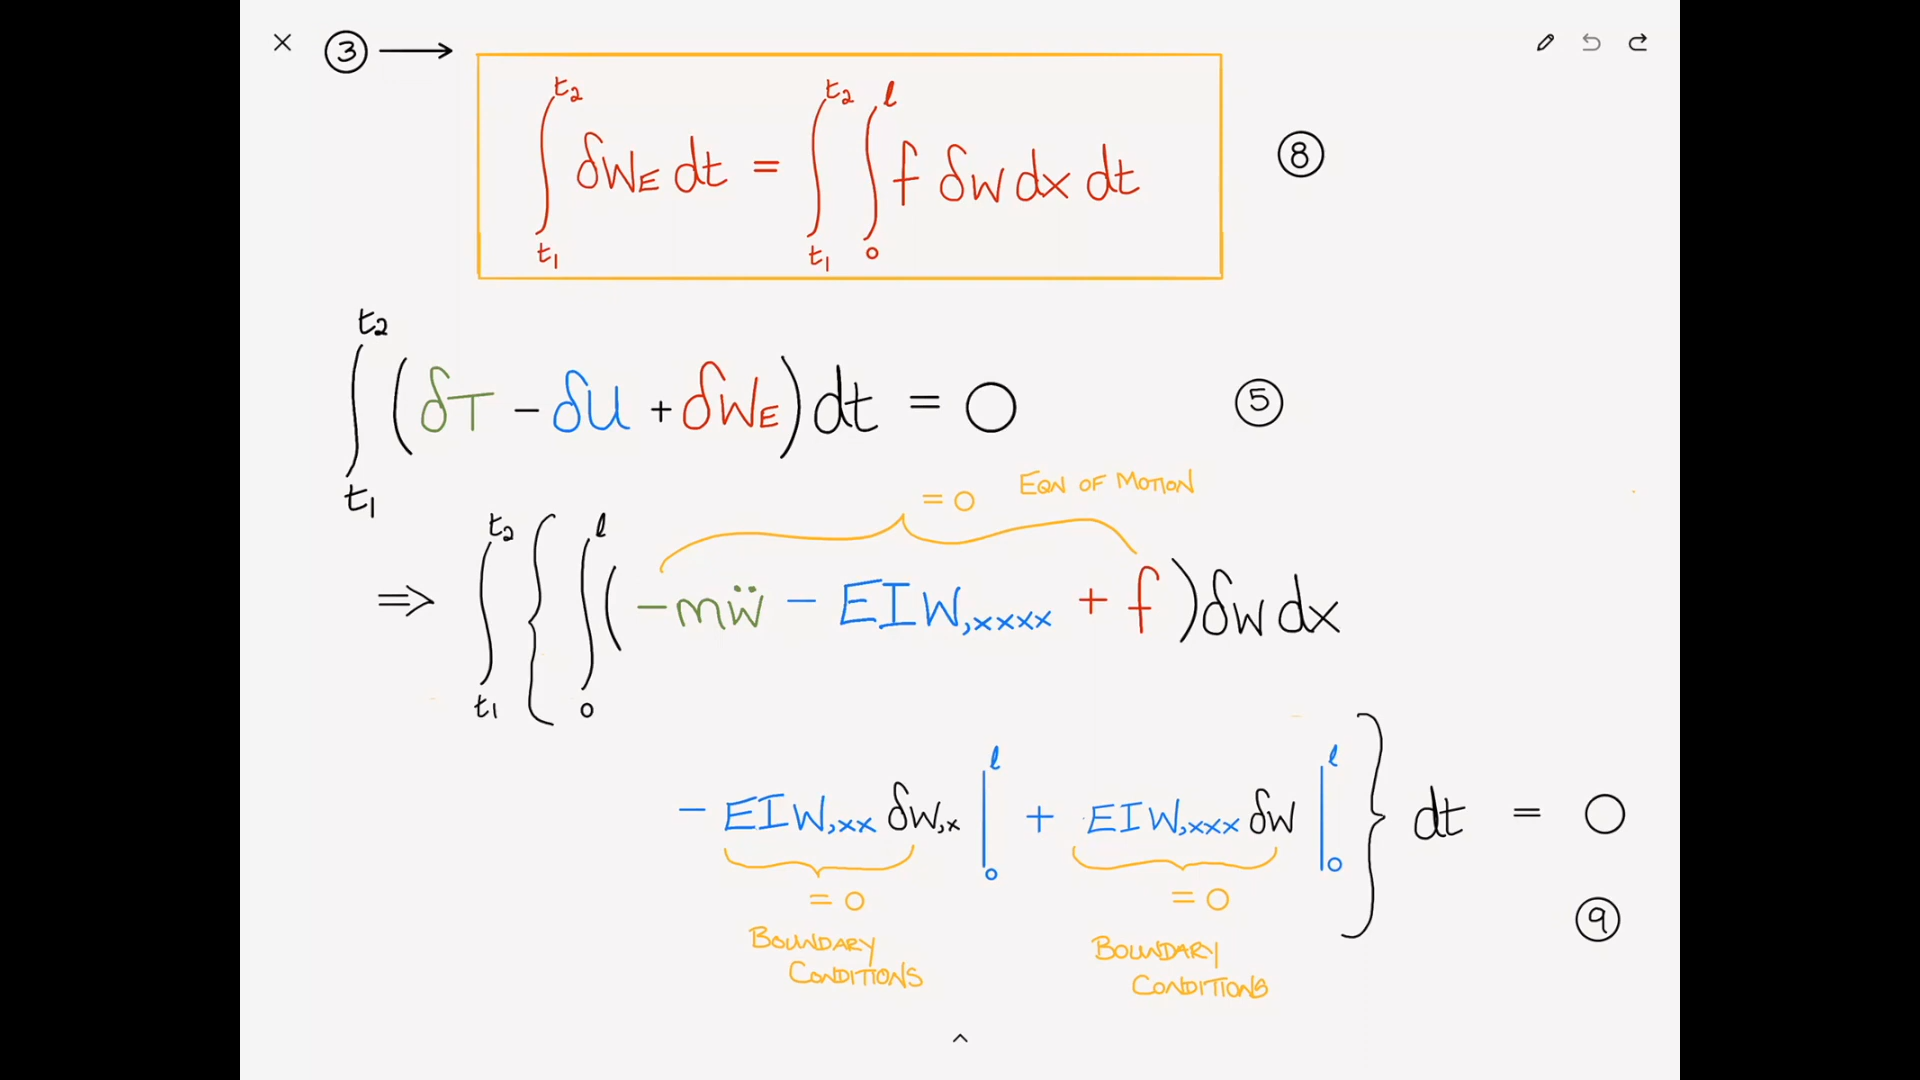 ③ →
∫_{t₁}^{t₂} δW_E dt = ∫_{t₁}^{t₂} ∫_0^l f δw dx dt ⑧
∫_{t₁}^{t₂} (δT - δU + δW_E) dt = 0 ⑤
= 0 EQN OF MOTION
⇒ ∫_{t₁}^{t₂} { ∫_0^l (-mẅ - EIw,xxxx + f) δw dx
- EIw,xx δw,x |_0^l + EIw,xxx δw |_0^l } dt = 0
= 0 = 0 ⑨
BOUNDARY CONDITIONS
BOUNDARY CONDITIONS